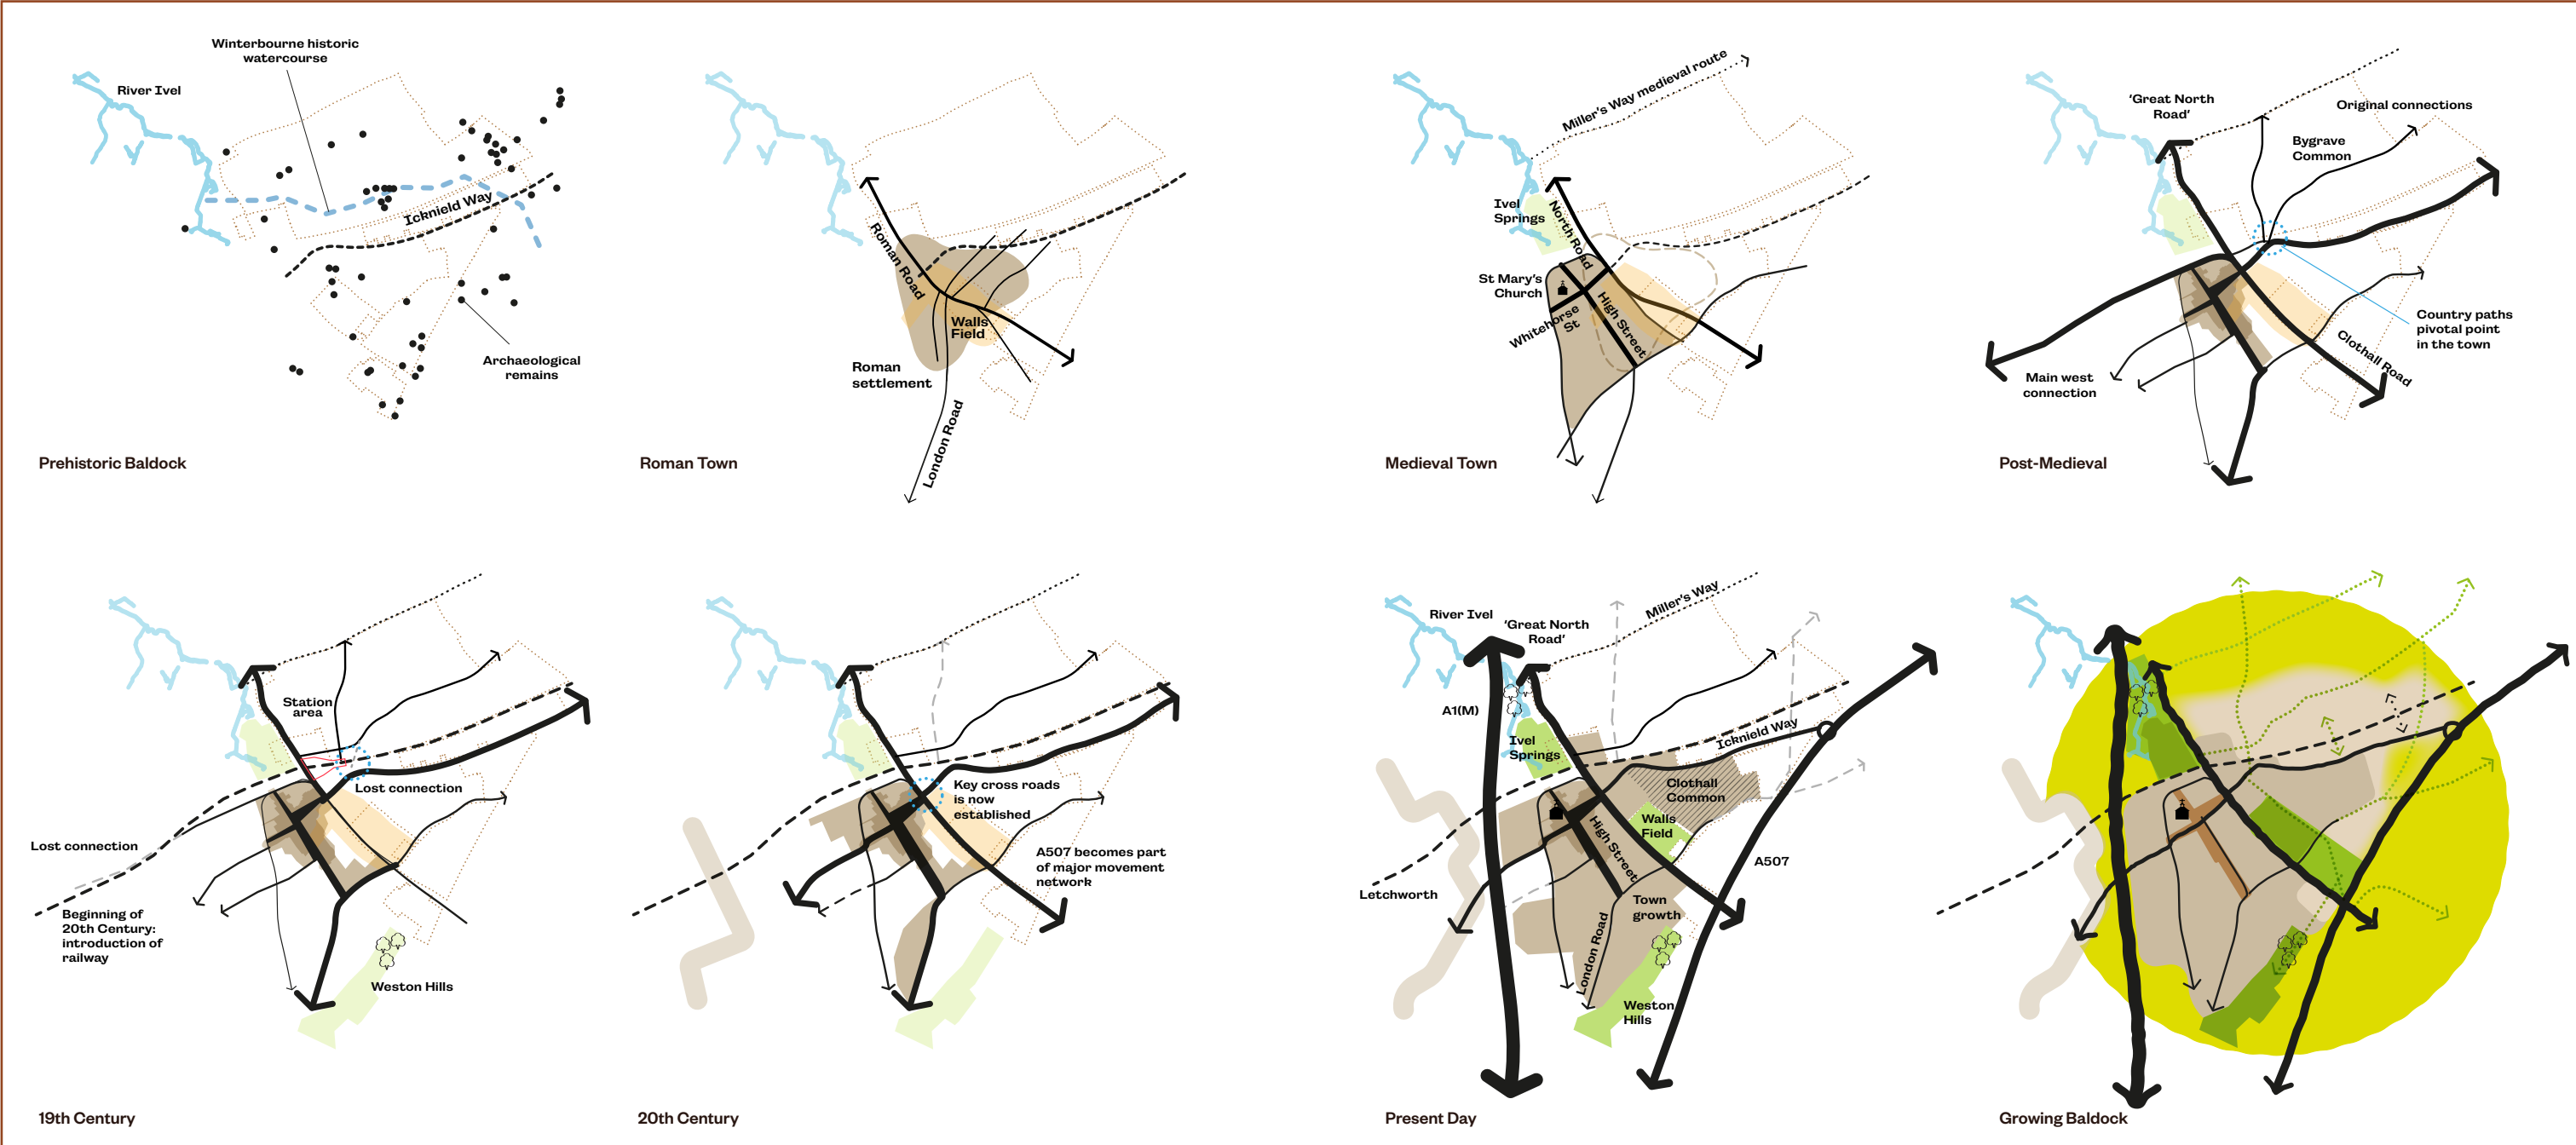 Winterbourne historic
watercourse
River Ivel
Icknield Way
Archaeological
remains
Prehistoric Baldock
Roman Road
Walls
Field
Roman
settlement
London Road
Roman Town
Miller's Way medieval route
Ivel
Springs
North Road
St Mary's
Church
High Street
Whitehorse
St
Medieval Town
'Great North
Road'
Original connections
Bygrave
Common
Country paths
pivotal point
in the town
Clothall Road
Main west
connection
Post-Medieval
Station
area
Lost connection
Lost connection
Beginning of
20th Century:
introduction of
railway
Weston Hills
19th Century
Key cross roads
is now
established
A507 becomes part
of major movement
network
20th Century
River Ivel
'Great North
Road'
Miller's Way
A1(M)
Ivel
Springs
Icknield Way
Clothall
Common
Walls
Field
High Street
A507
Letchworth
Town
growth
London Road
Weston
Hills
Present Day
Growing Baldock